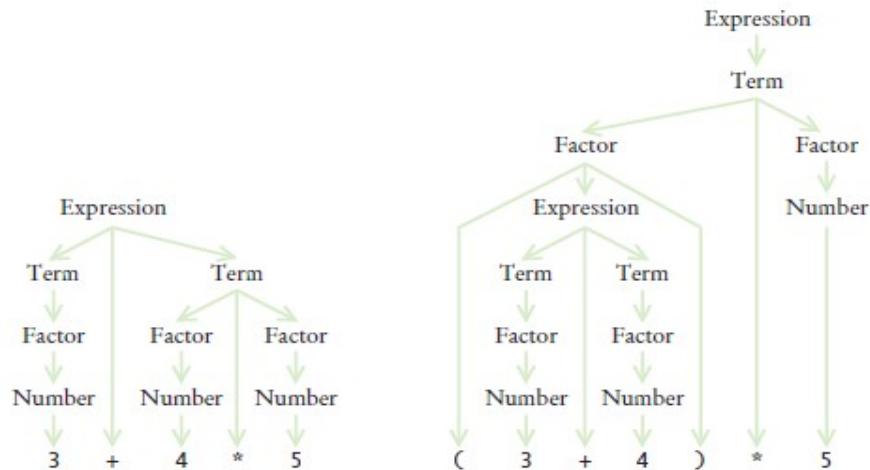 Expression
Term
Factor Factor
Expression Expression Number
Term Term Term Term
Factor Factor Factor Factor Factor
Number Number Number Number Number
3 + 4 * 5 ( 3 + 4 ) * 5